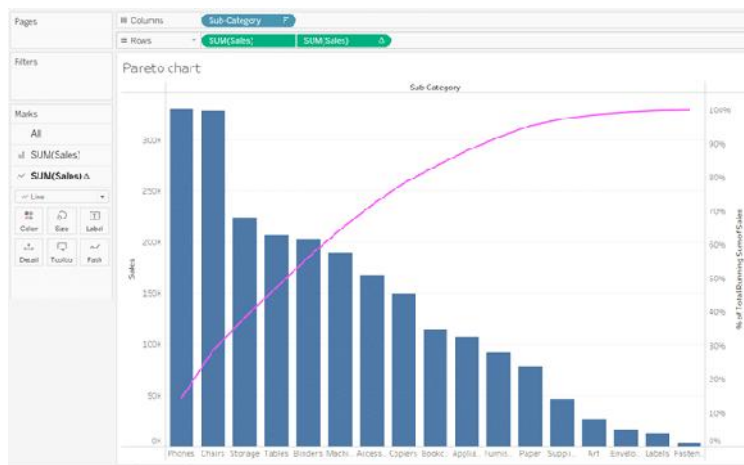 Pages
Columns
Sub-Category
Rows
SUM(Sales)
SUM(Sales)
Filters
Marks
All
SUM(Sales)
SUM(Sales)
Line
Color
Size
Label
Detail
Tooltip
Path
Pareto chart
Sub-Category
300K
250K
200K
150K
100K
50K
0K
Sales
100%
90%
80%
70%
60%
50%
40%
30%
20%
10%
0%
% of Total Running Sum of Sales
Phones Chairs Storage Tables Binders Machi.. Access.. Copiers Bookc.. Applia.. Furnis.. Paper Suppli.. Art Envelo.. Labels Fasten..